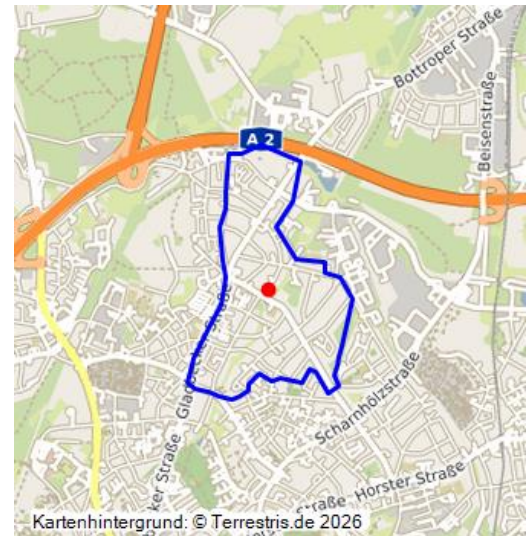 Bottroper Straße
Beisenstraße
A 2
Gladbecker Straße
Scharnhölzstraße
Horster Straße
Kartenhintergrund: © Terrestris.de 2026